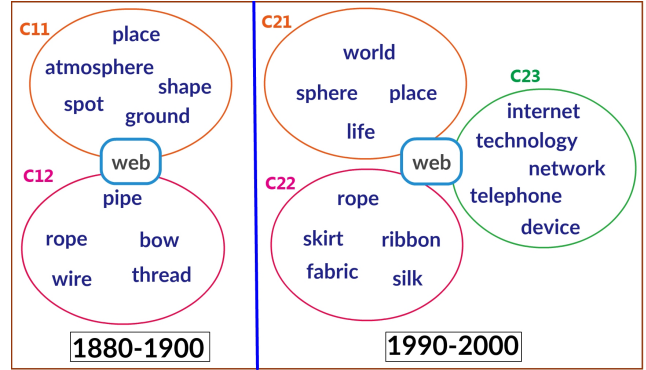 C11
place
atmosphere
shape
spot
ground
web
C12
pipe
rope bow
wire thread
1880-1900
C21
world
sphere place
life
web
C22
rope
skirt ribbon
fabric silk
C23
internet
technology
network
telephone
device
1990-2000